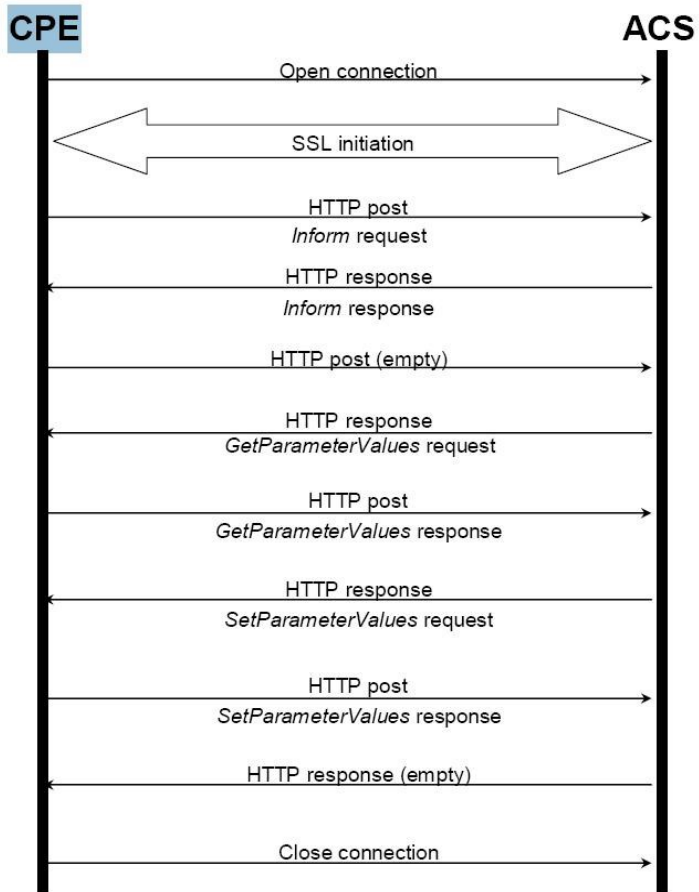 CPE
ACS
Open connection
SSL initiation
HTTP post
Inform request
HTTP response
Inform response
HTTP post (empty)
HTTP response
GetParameterValues request
HTTP post
GetParameterValues response
HTTP response
SetParameterValues request
HTTP post
SetParameterValues response
HTTP response (empty)
Close connection